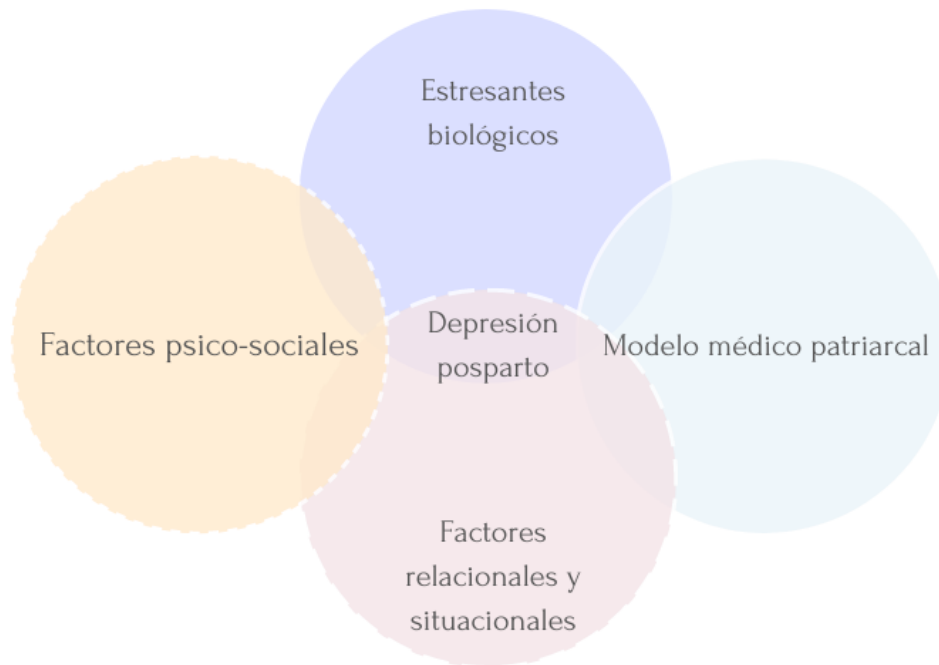 Estresantes
biológicos
Factores psico-sociales
Depresión
posparto
Modelo médico patriarcal
Factores
relacionales y
situacionales